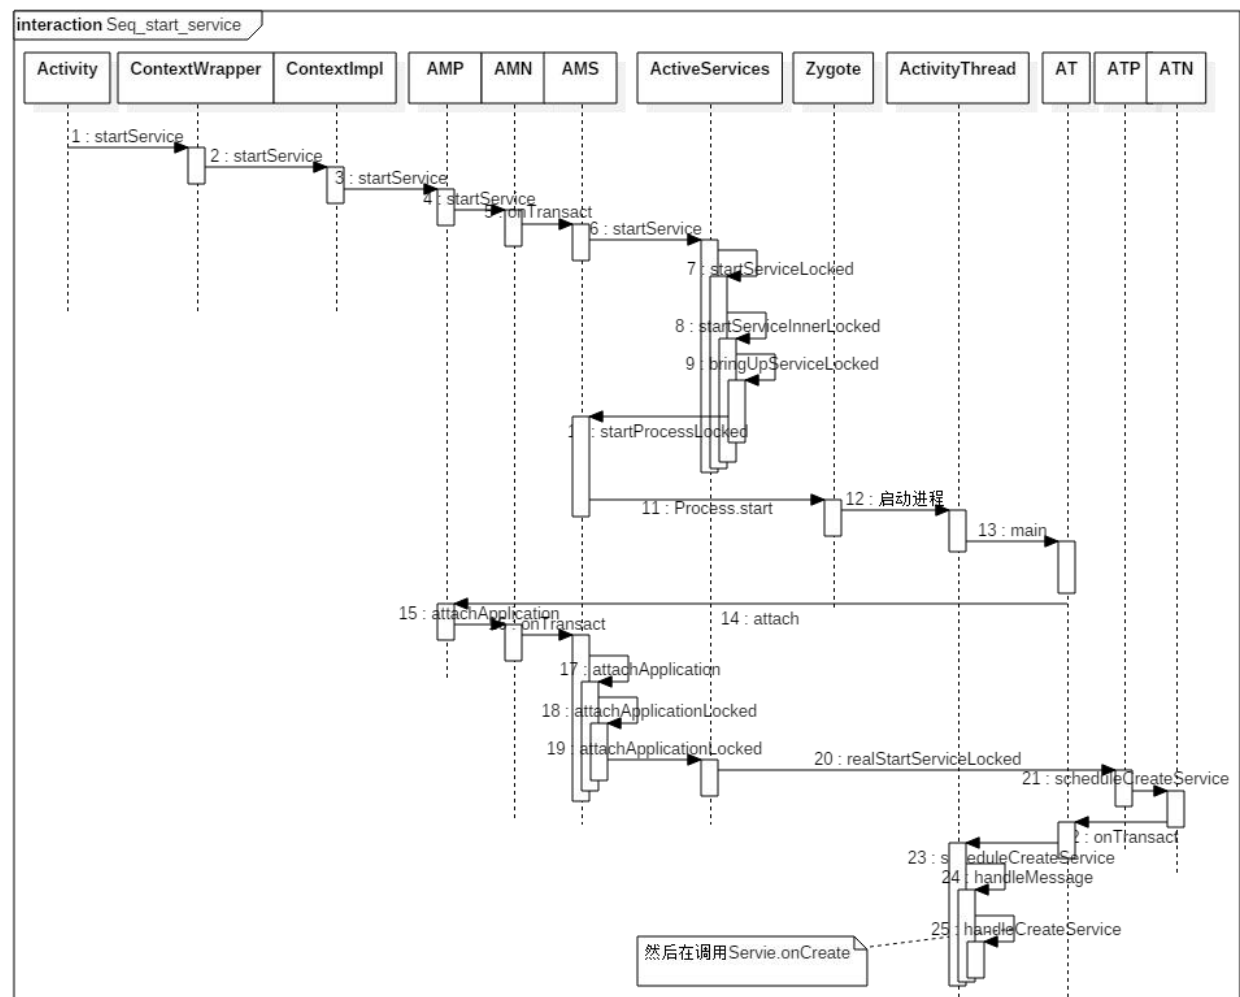 interaction Seq_start_service
Activity
ContextWrapper
ContextImpl
AMP
AMN
AMS
ActiveServices
Zygote
ActivityThread
AT
ATP
ATN
1 : startService
2 : startService
3 : startService
4 : startService
5 : onTransact
6 : startService
7 : startServiceLocked
8 : startServiceInnerLocked
9 : bringUpServiceLocked
: startProcessLocked
11 : Process.start
12 : 启动进程
13 : main
14 : attach
15 : attachApplication
: onTransact
17 : attachApplication
18 : attachApplicationLocked
19 : attachApplicationLocked
20 : realStartServiceLocked
21 : scheduleCreateService
: onTransact
23 : scheduleCreateService
24 : handleMessage
25 : handleCreateService
然后在调用Servie.onCreate